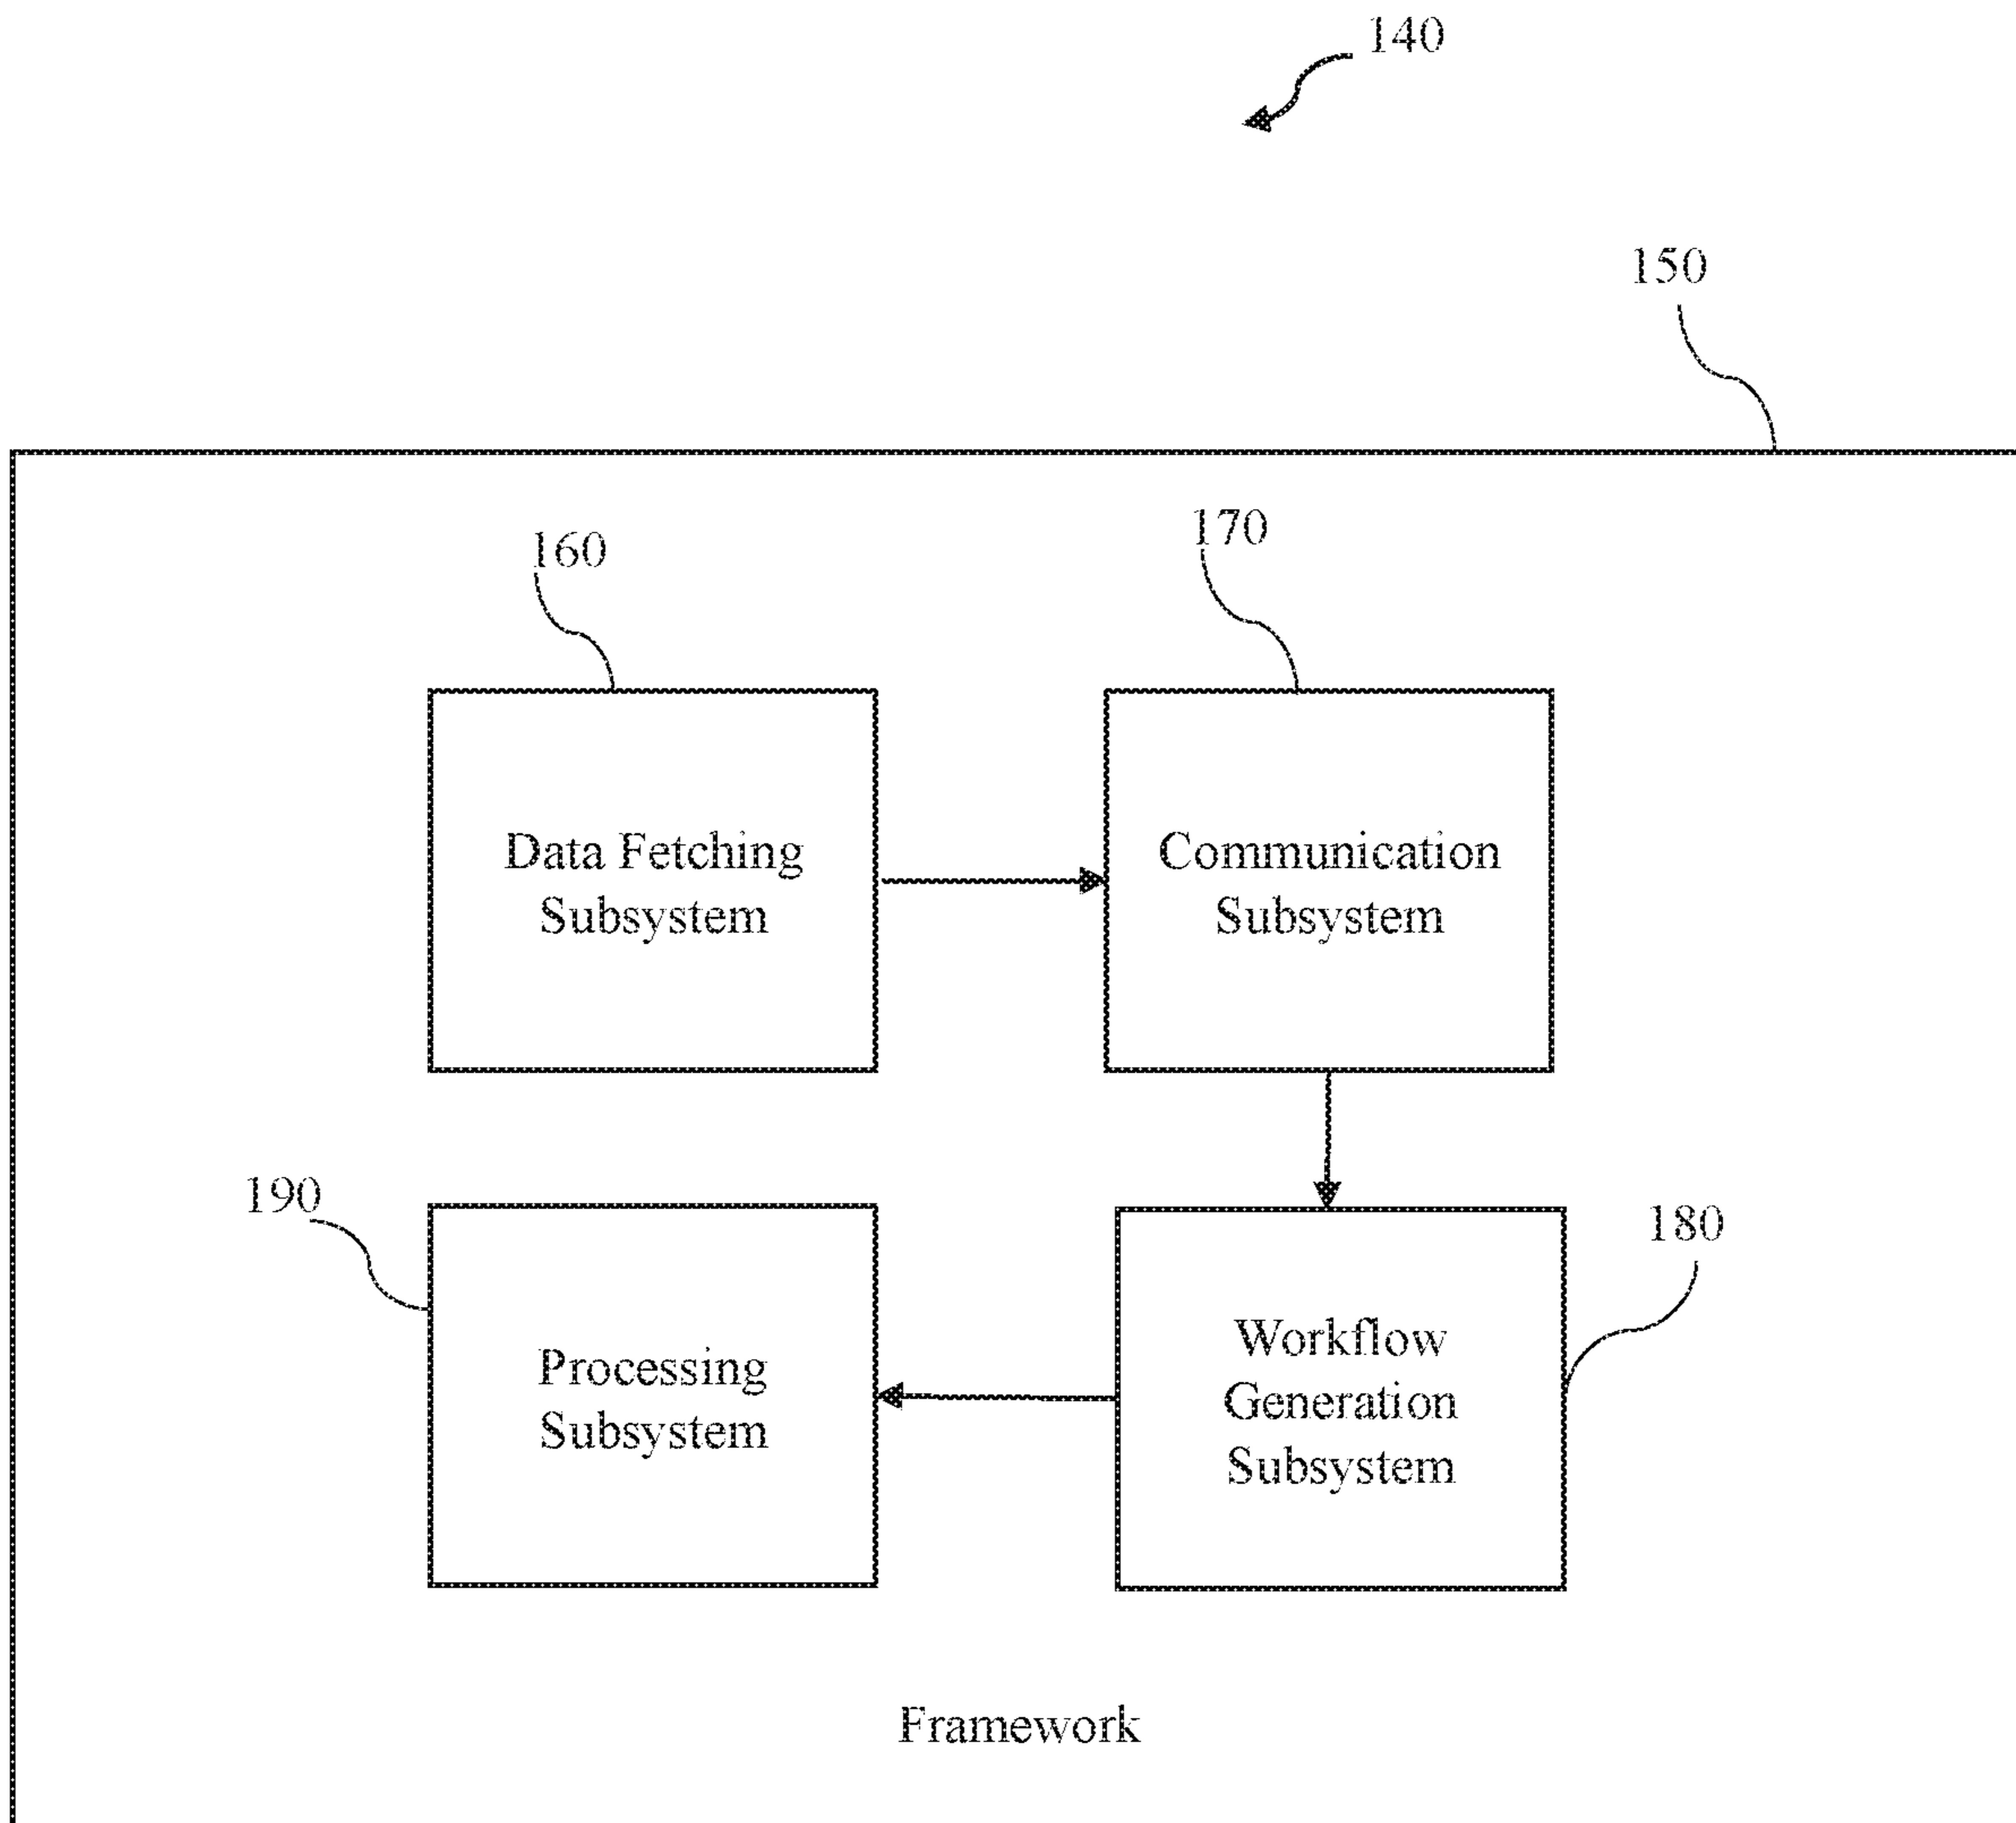 140
150
160
170
Data Fetching
Subsystem
Communication
Subsystem
190
180
Processing
Subsystem
Workflow
Generation
Subsystem
Framework